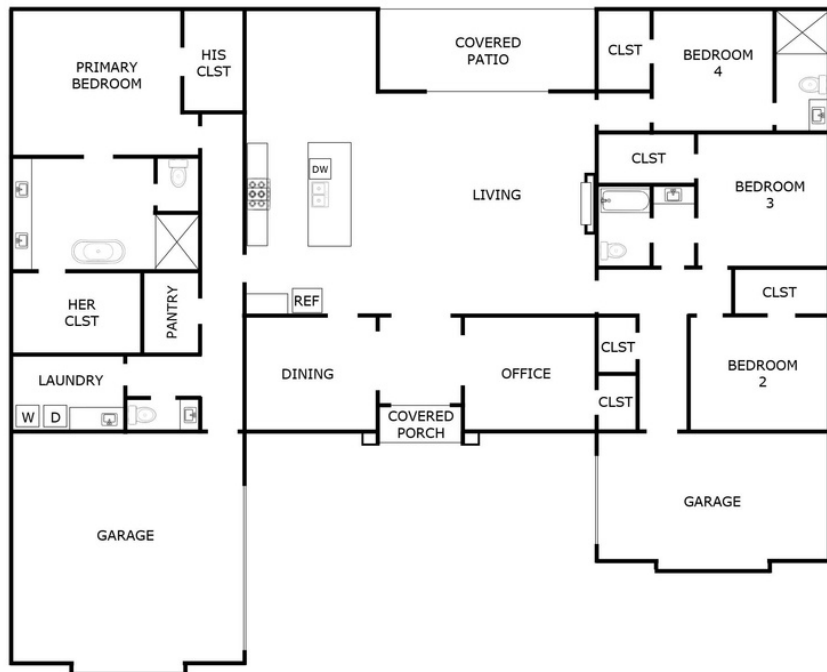 HIS
CLST
PRIMARY
BEDROOM
COVERED
PATIO
CLST
BEDROOM
4
CLST
DW
LIVING
BEDROOM
3
HER
CLST
PANTRY
REF
CLST
LAUNDRY
DINING
OFFICE
CLST
BEDROOM
2
W
D
CLST
COVERED
PORCH
GARAGE
GARAGE